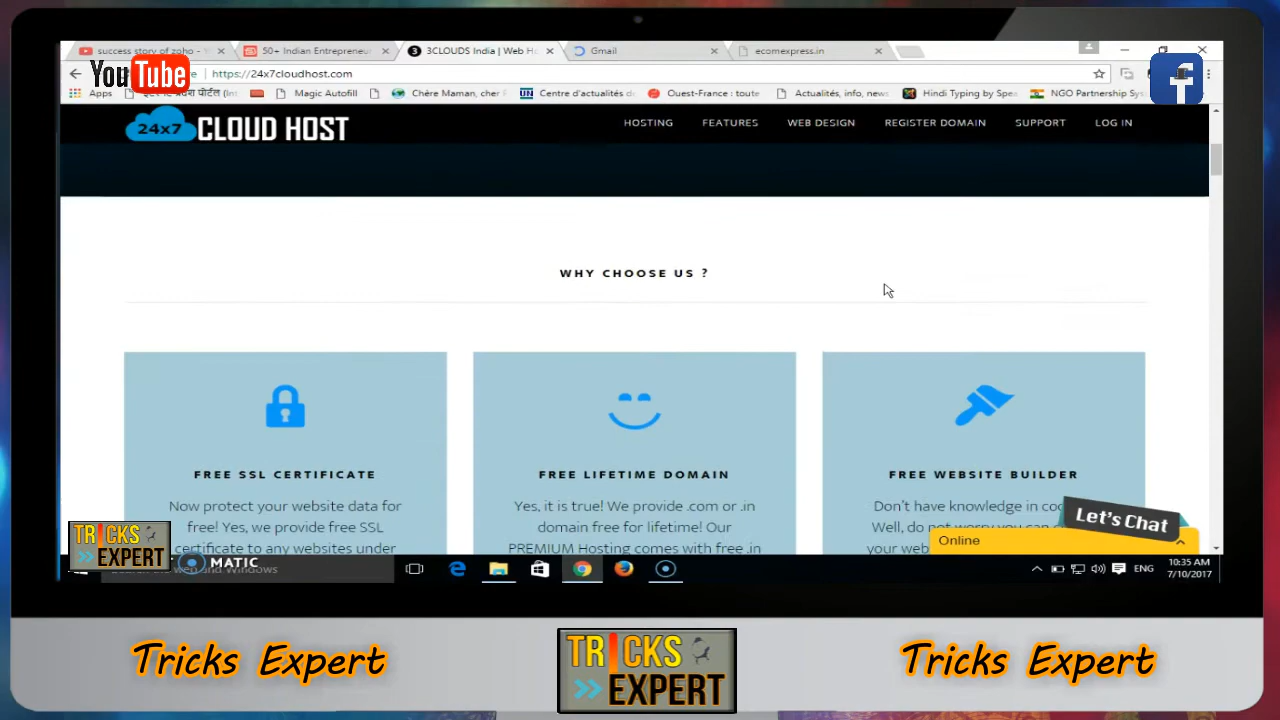 success story of zoho -
50+ Indian Entrepreneur
3CLOUDS India | Web Ho
Gmail
ecomexpress.in
YouTube
https://24x7cloudhost.com
Apps
Magic Autofill
Chère Maman, cher
Centre d'actualités d
Ouest-France : toute
Actualités, info, news
Hindi Typing by Spea
NGO Partnership Sys
24x7 CLOUD HOST
HOSTING
FEATURES
WEB DESIGN
REGISTER DOMAIN
SUPPORT
LOG IN
WHY CHOOSE US ?
FREE SSL CERTIFICATE
Now protect your website data for
free! Yes, we provide free SSL
certificate to any websites under
FREE LIFETIME DOMAIN
Yes, it is true! We provide .com or .in
domain free for lifetime! Our
PREMIUM Hosting comes with free .in
FREE WEBSITE BUILDER
Don't have knowledge in co
Well, do not worry you can
your web
Let's Chat
Online
TRICKS
EXPERT
MATIC
Windows
ENG
10:35 AM
7/10/2017
Tricks Expert
TRICKS
EXPERT
Tricks Expert